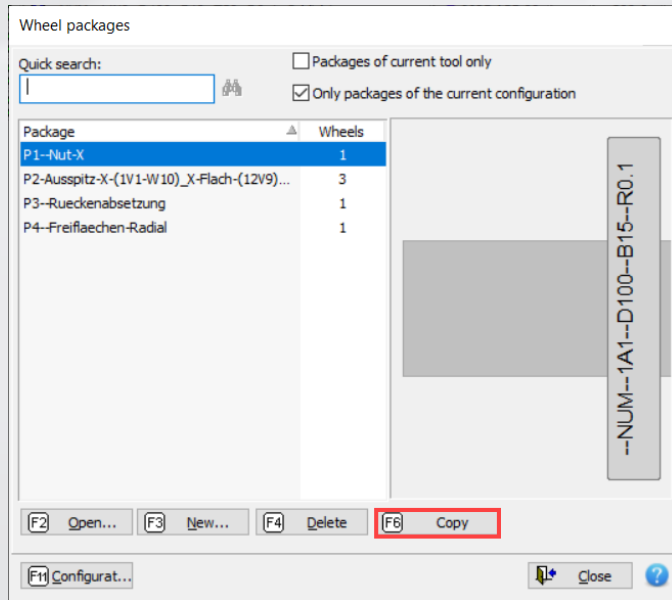 Wheel packages
Quick search:
Packages of current tool only
Only packages of the current configuration
Package Wheels
P1--Nut-X 1
P2-Ausspitz-X-(1V1-W10)_X-Flach-(12V9)... 3
P3--Rueckenabsetzung 1
P4--Freiflaechen-Radial 1
--NUM--1A1--D100--B15--R0.1
F2 Open... F3 New... F4 Delete F6 Copy
F11 Configurat... Close ?